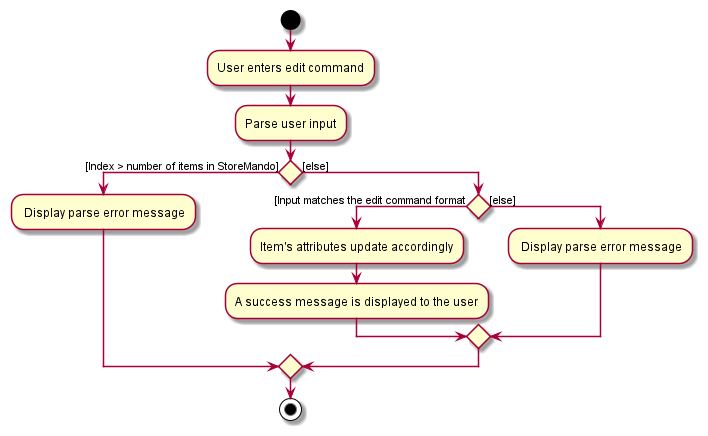 User enters edit command
Parse user input
[Index > number of items in StoreMando]
[else]
Display parse error message
[Input matches the edit command format
[else]
Item's attributes update accordingly
Display parse error message
A success message is displayed to the user